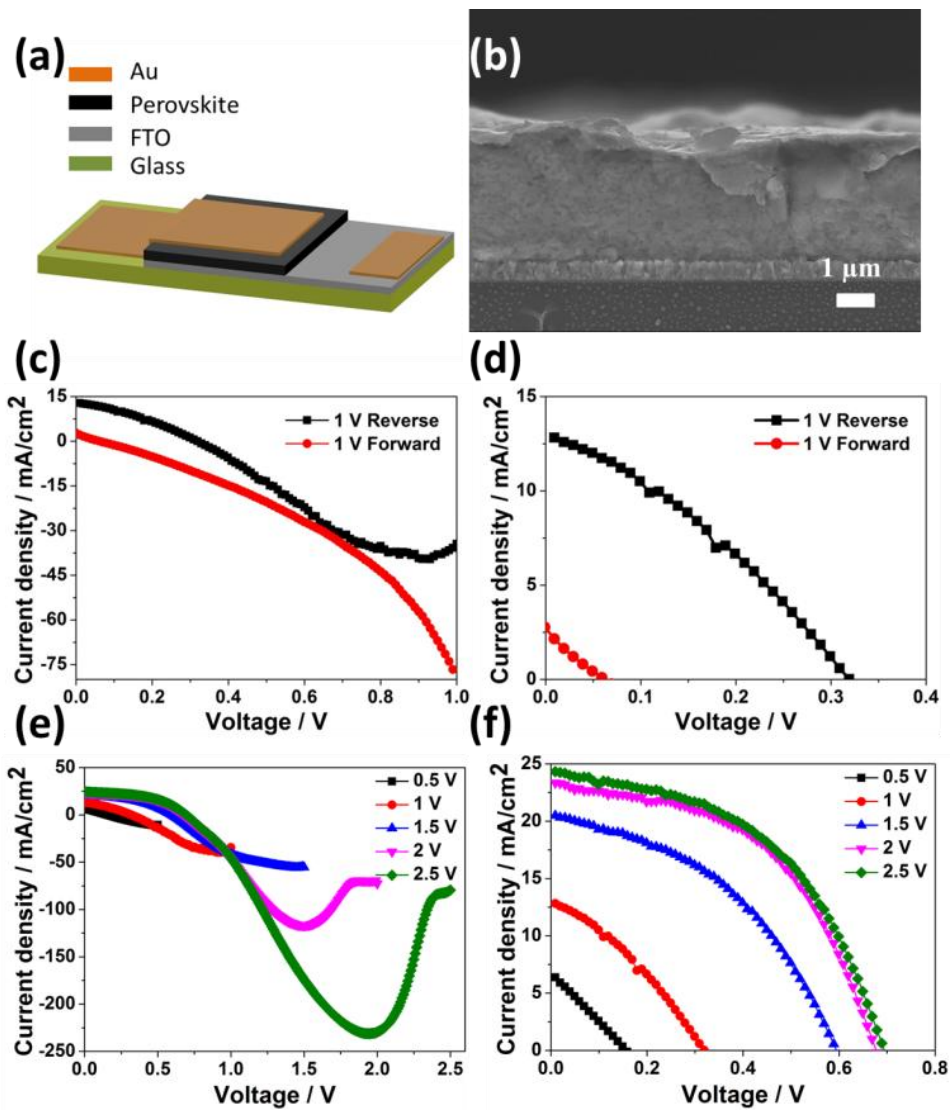 (a)
Au
Perovskite
FTO
Glass
(b)
1 µm
(c)
15
0
-15
-30
-45
-60
-75
0.0
0.2
0.4
0.6
0.8
1.0
Current density / mA/cm²
Voltage / V
1 V Reverse
1 V Forward
(d)
15
10
5
0
0.0
0.1
0.2
0.3
0.4
Current density / mA/cm²
Voltage / V
1 V Reverse
1 V Forward
(e)
50
0
-50
-100
-150
-200
-250
0.0
0.5
1.0
1.5
2.0
2.5
Current density / mA/cm²
Voltage / V
0.5 V
1 V
1.5 V
2 V
2.5 V
(f)
25
20
15
10
5
0
0.0
0.2
0.4
0.6
0.8
Current density / mA/cm²
Voltage / V
0.5 V
1 V
1.5 V
2 V
2.5 V